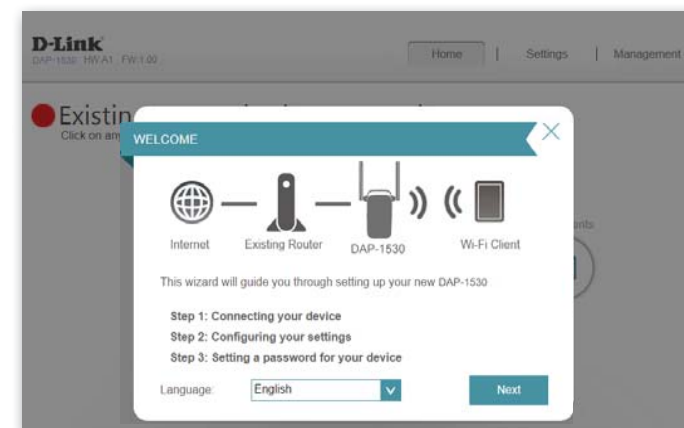 D-Link
DAP-1530 HW:A1 FW:1.00
Home | Settings | Management
Existin
Click on an
WELCOME
Internet
Existing Router
DAP-1530
Wi-Fi Client
This wizard will guide you through setting up your new DAP-1530
Step 1: Connecting your device
Step 2: Configuring your settings
Step 3: Setting a password for your device
Language:
English
Next